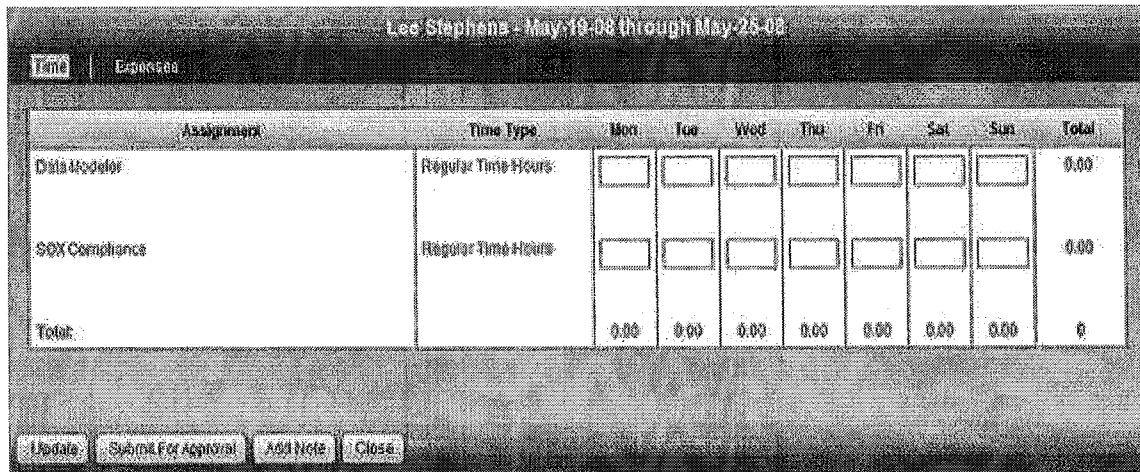 Lee Stephens - May-19-08 through May-25-08
Time | Expenses
Assignment Time Type Mon Tue Wed Thu Fri Sat Sun Total
Data Modeler Regular Time Hours 0.00
SOX Compliance Regular Time Hours 0.00
Total: 0.00 0.00 0.00 0.00 0.00 0.00 0.00 0
Update Submit For Approval Add Note Close